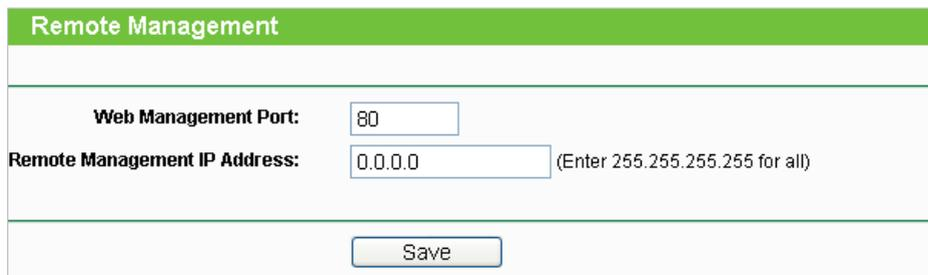 Remote Management
Web Management Port: 80
Remote Management IP Address: 0.0.0.0 (Enter 255.255.255.255 for all)
Save